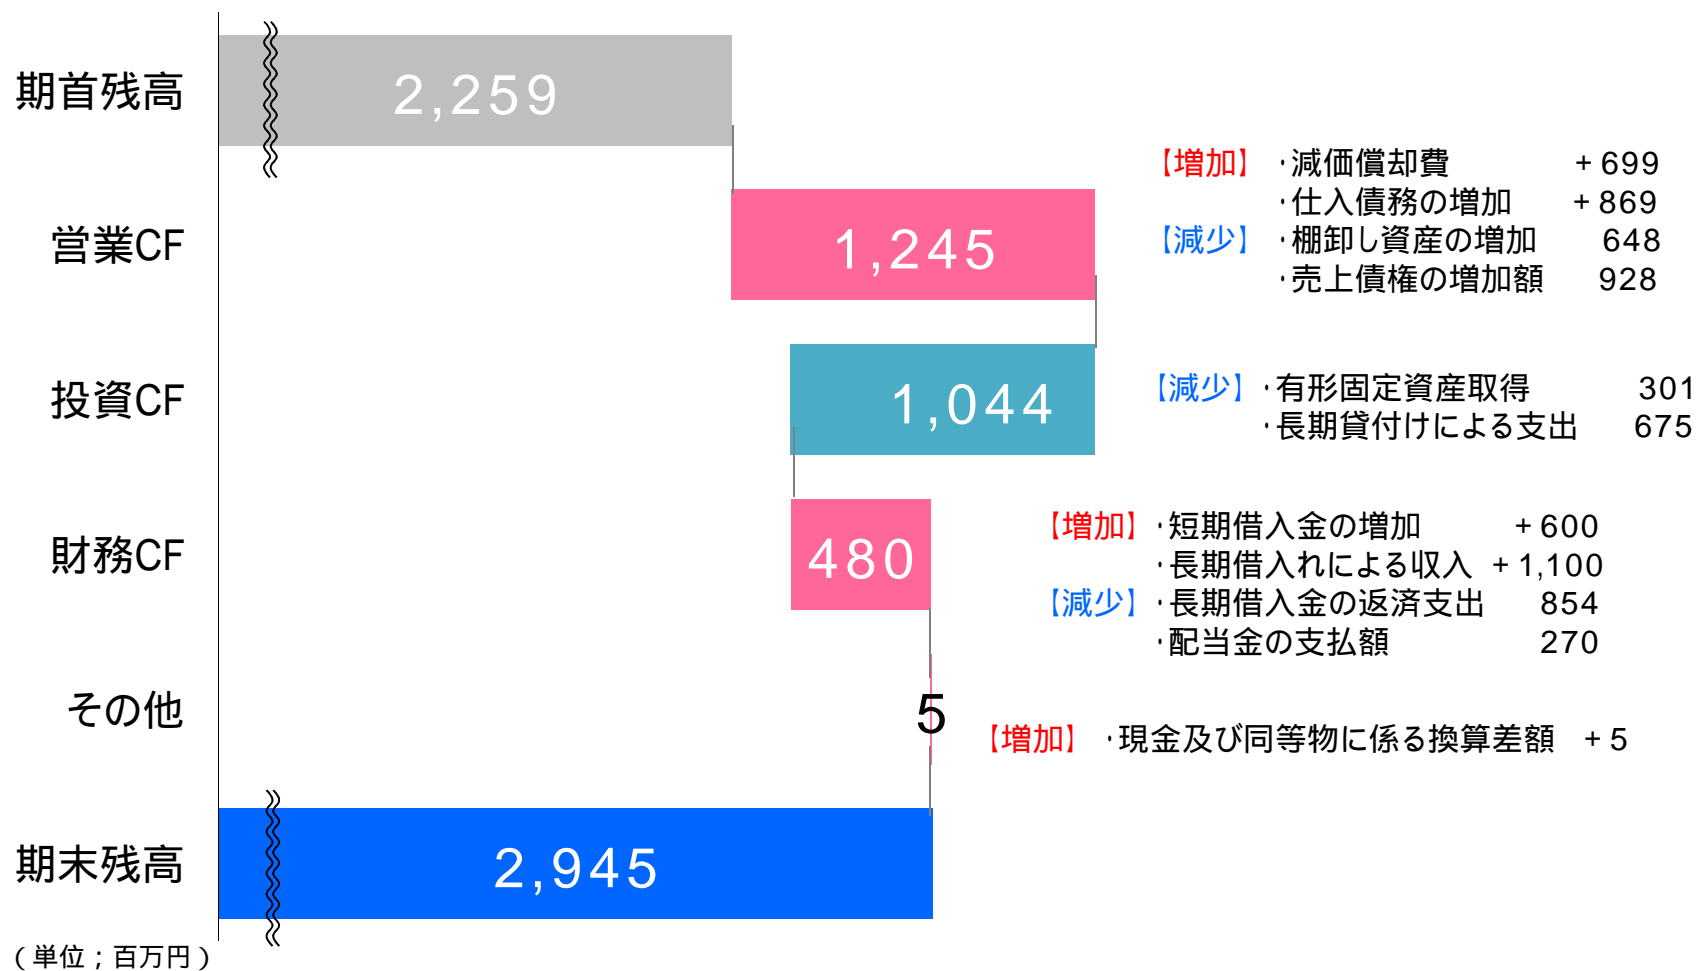 期首残高
2,259
【増加】 ・減価償却費 +699
・仕入債務の増加 +869
営業CF
1,245
【減少】 ・棚卸し資産の増加 648
・売上債権の増加額 928
投資CF
1,044
【減少】 ・有形固定資産取得 301
・長期貸付けによる支出 675
財務CF
480
【増加】 ・短期借入金の増加 +600
・長期借入れによる収入 +1,100
【減少】 ・長期借入金の返済支出 854
・配当金の支払額 270
その他
5
【増加】 ・現金及び同等物に係る換算差額 +5
期末残高
2,945
(単位;百万円)